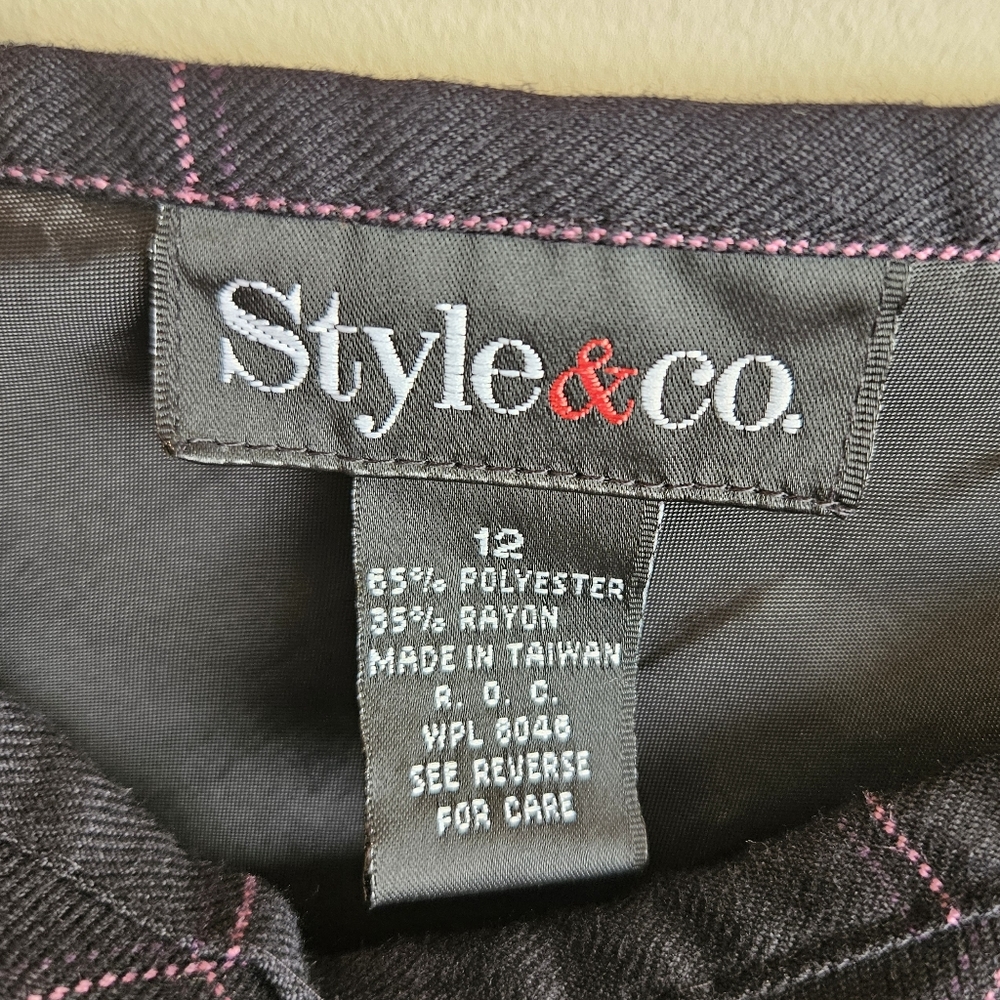 Style&co.
12
65% POLYESTER
35% RAYON
MADE IN TAIWAN
R. O. C.
WPL 8046
SEE REVERSE
FOR CARE